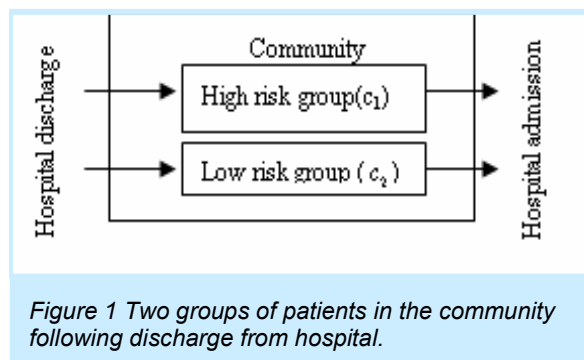 Hospital discharge
Community
High risk group(c₁)
Low risk group (c₂)
Hospital admission
Figure 1 Two groups of patients in the community
following discharge from hospital.